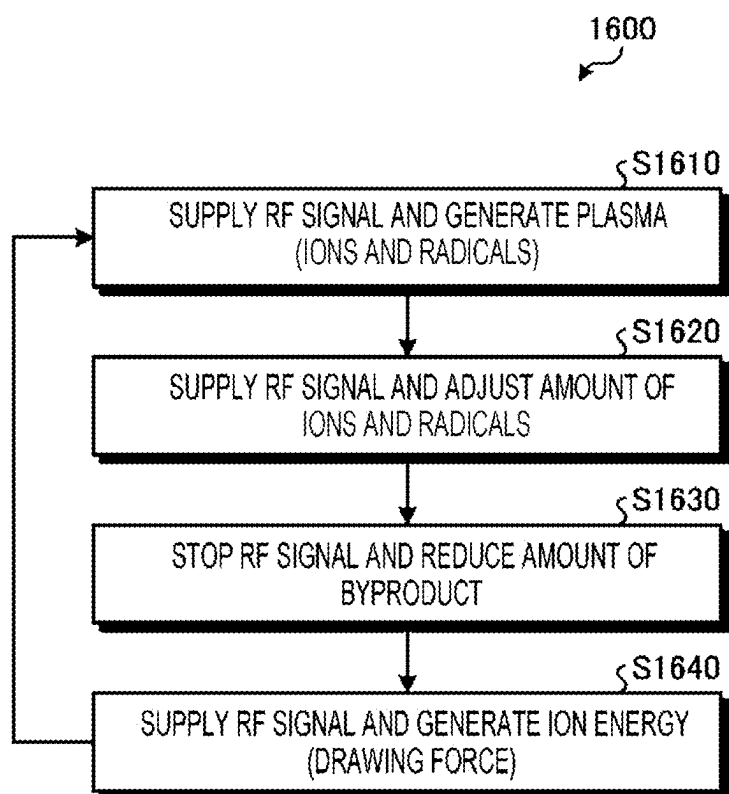 1600
S1610
SUPPLY RF SIGNAL AND GENERATE PLASMA
(IONS AND RADICALS)
S1620
SUPPLY RF SIGNAL AND ADJUST AMOUNT OF
IONS AND RADICALS
S1630
STOP RF SIGNAL AND REDUCE AMOUNT OF
BYPRODUCT
S1640
SUPPLY RF SIGNAL AND GENERATE ION ENERGY
(DRAWING FORCE)